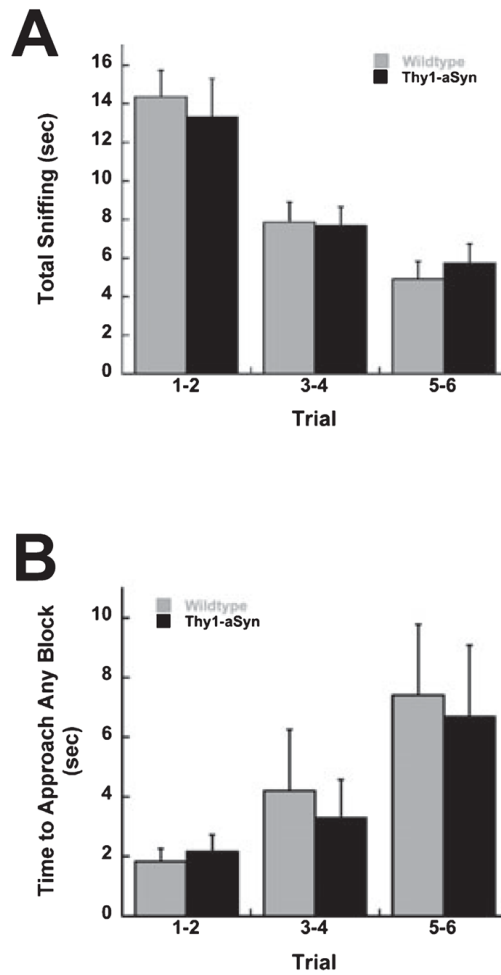 A
Wildtype
Thy1-aSyn
Total Sniffing (sec)
16
14
12
10
8
6
4
2
0
1-2 3-4 5-6
Trial
B
Wildtype
Thy1-aSyn
Time to Approach Any Block
(sec)
10
8
6
4
2
0
1-2 3-4 5-6
Trial